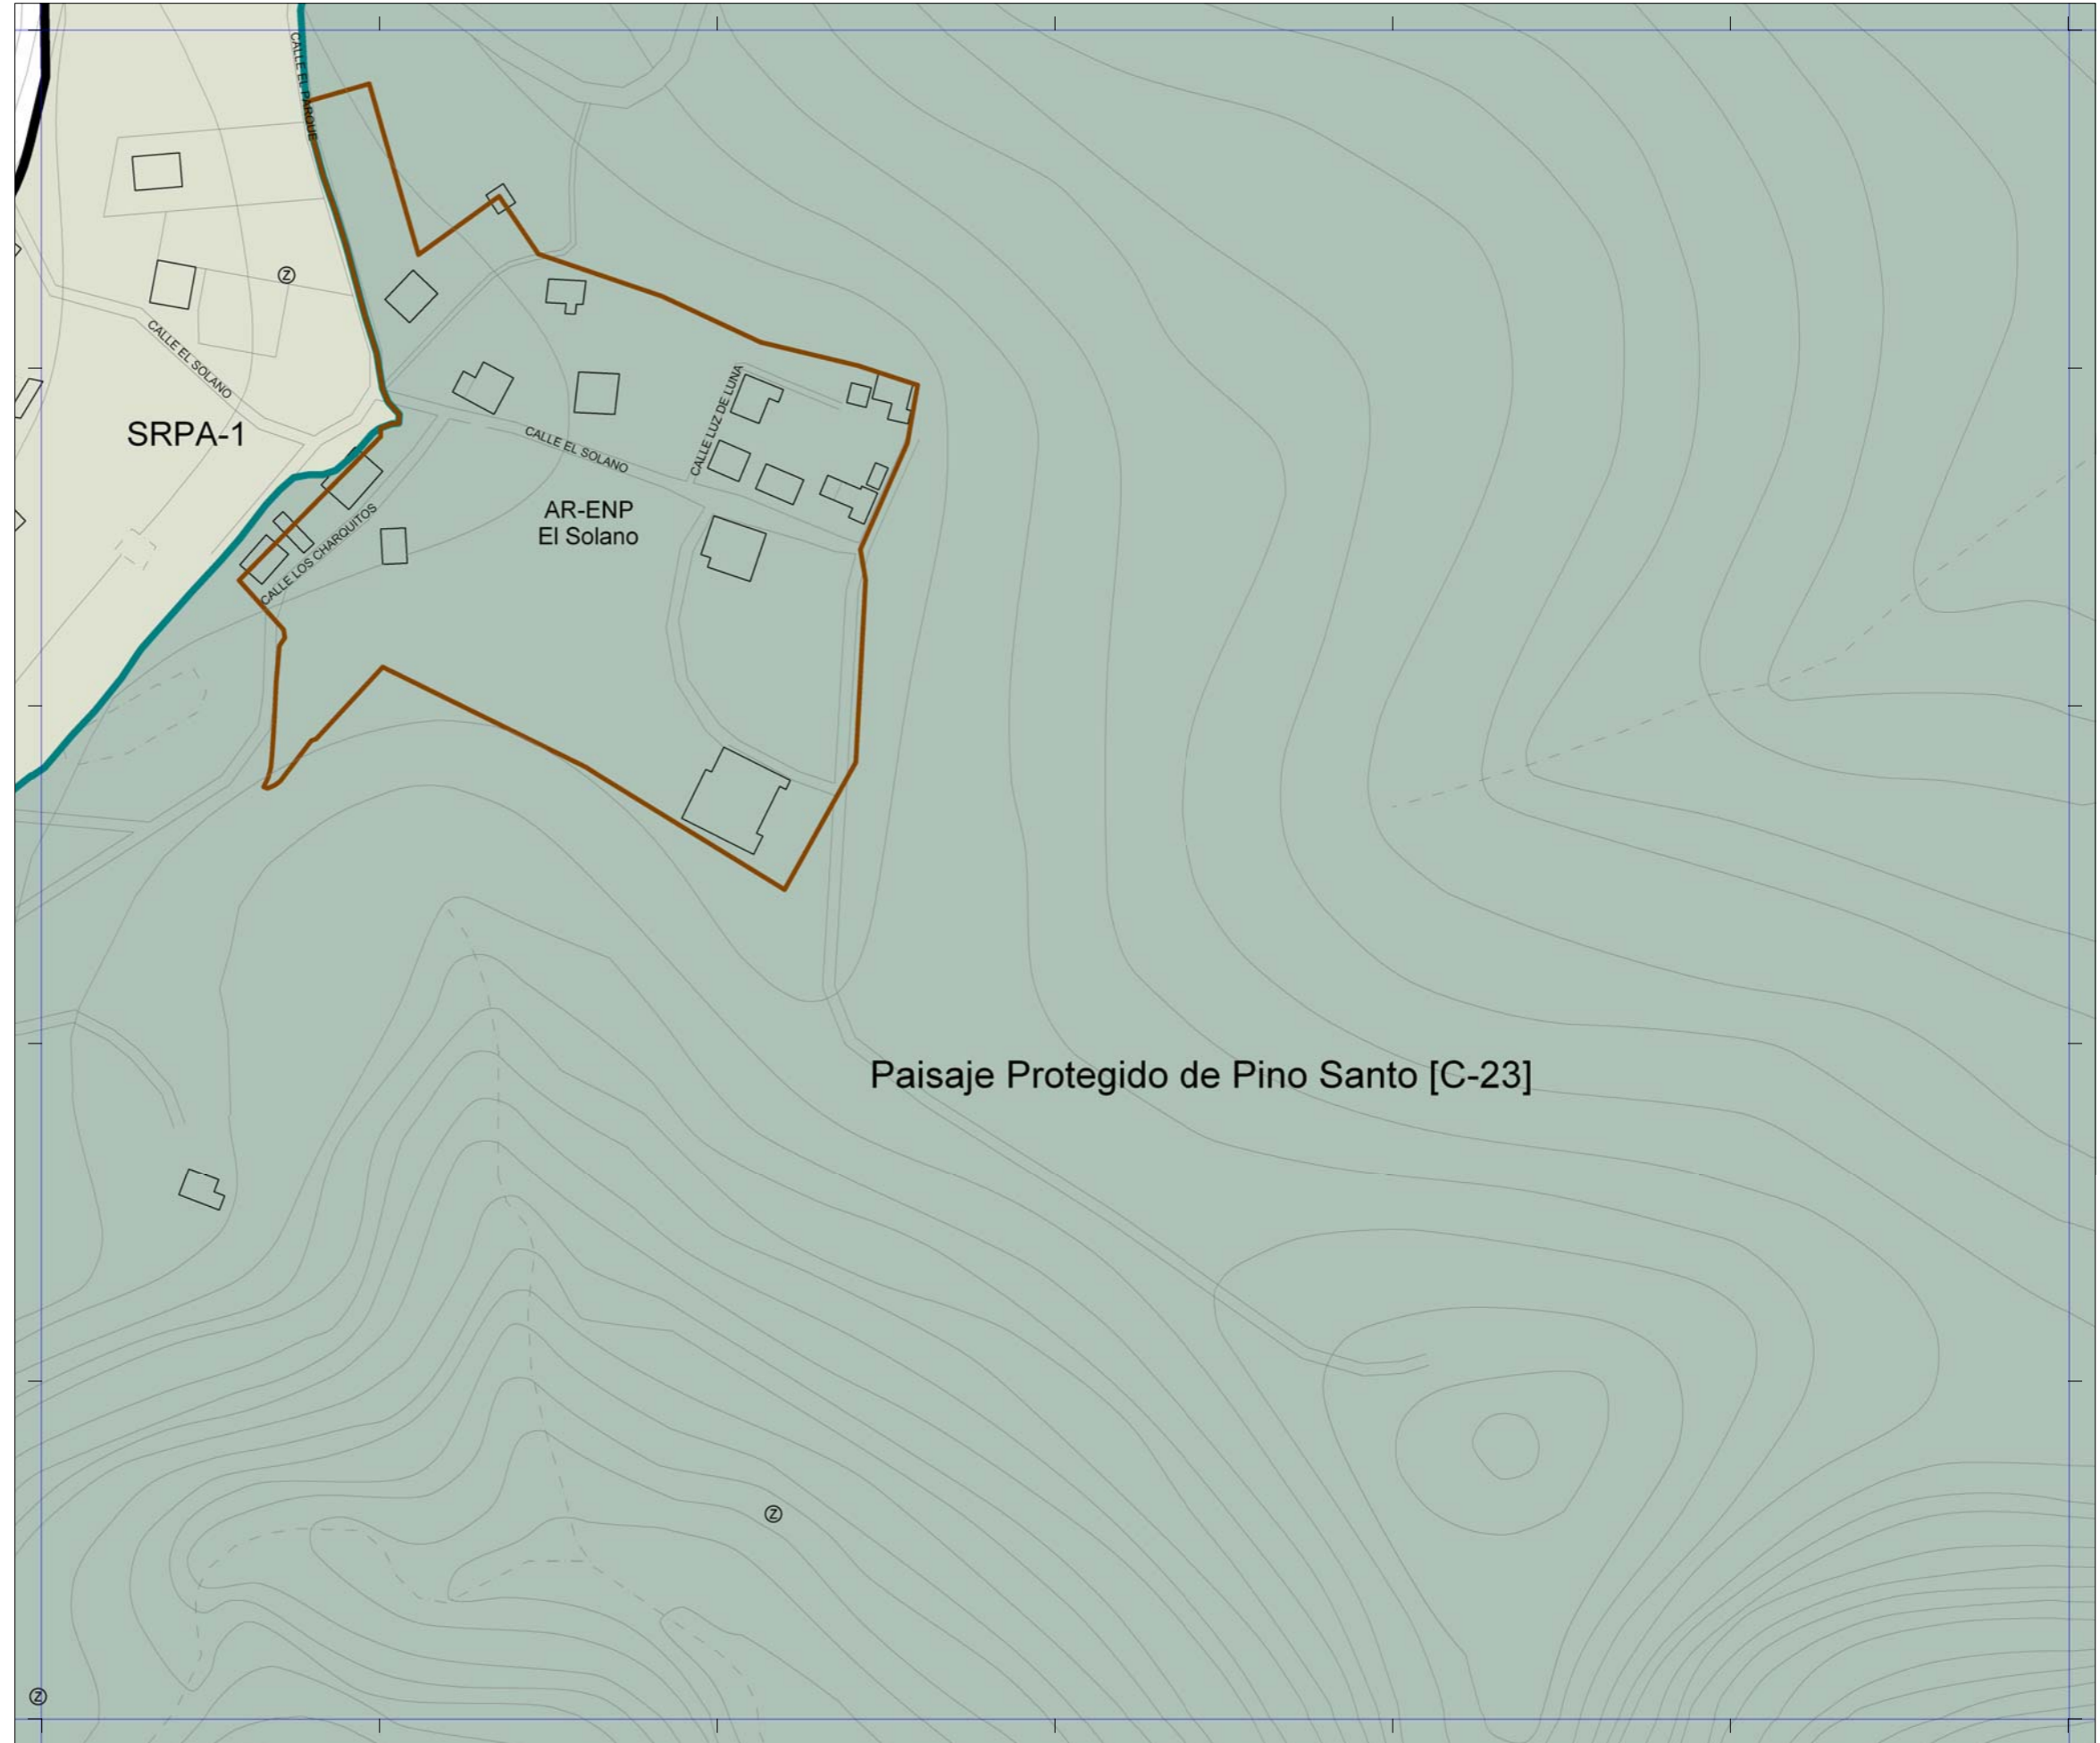 CALLE EL PARQUE
Z
CALLE EL SOLANO
SRPA-1
CALLE LUZ DE LUNA
CALLE EL SOLANO
AR-ENP
El Solano
CALLE LOS CHARQUITOS
Paisaje Protegido de Pino Santo [C-23]
Z
Z